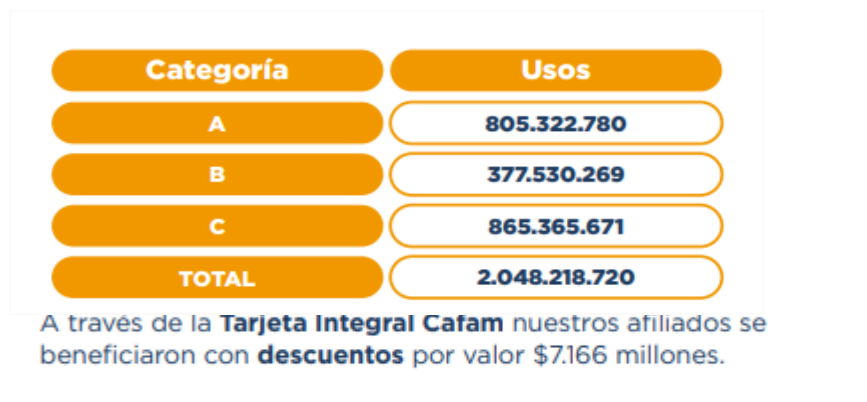 Categoría Usos
A 805.322.780
B 377.530.269
C 865.365.671
TOTAL 2.048.218.720
A través de la Tarjeta Integral Cafam nuestros afiliados se
beneficiaron con descuentos por valor $7.166 millones.